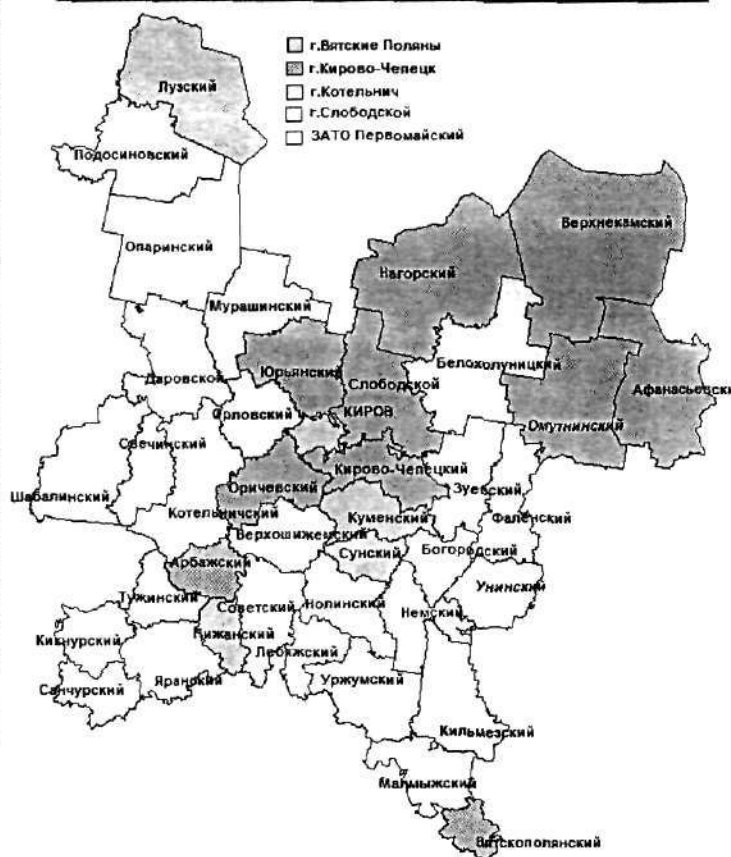 г.Вятские Поляны
г.Кирово-Чепецк
г.Котельнич
г.Слободской
ЗАТО Первомайский
Лузский
Подосиновский
Опаринский
Мурашинский
Верхнекамский
Нагорский
Юрьянский
Слободской
Белохолуницкий
Афанасьевский
Даровской
Орловский
КИРОВ
Омутнинский
Свечинский
Шабалинский
Оричевский
Кирово-Чепецкий
Зуевский
Котельничский
Куменский
Фаленский
Верхошижемский
Сунский
Богородский
Арбажский
Унинский
Тужинский
Советский
Нолинский
Немский
Кикнурский
Пижанский
Лебяжский
Санчурский
Яранский
Уржумский
Кильмезский
Малмыжский
Вятскополянский